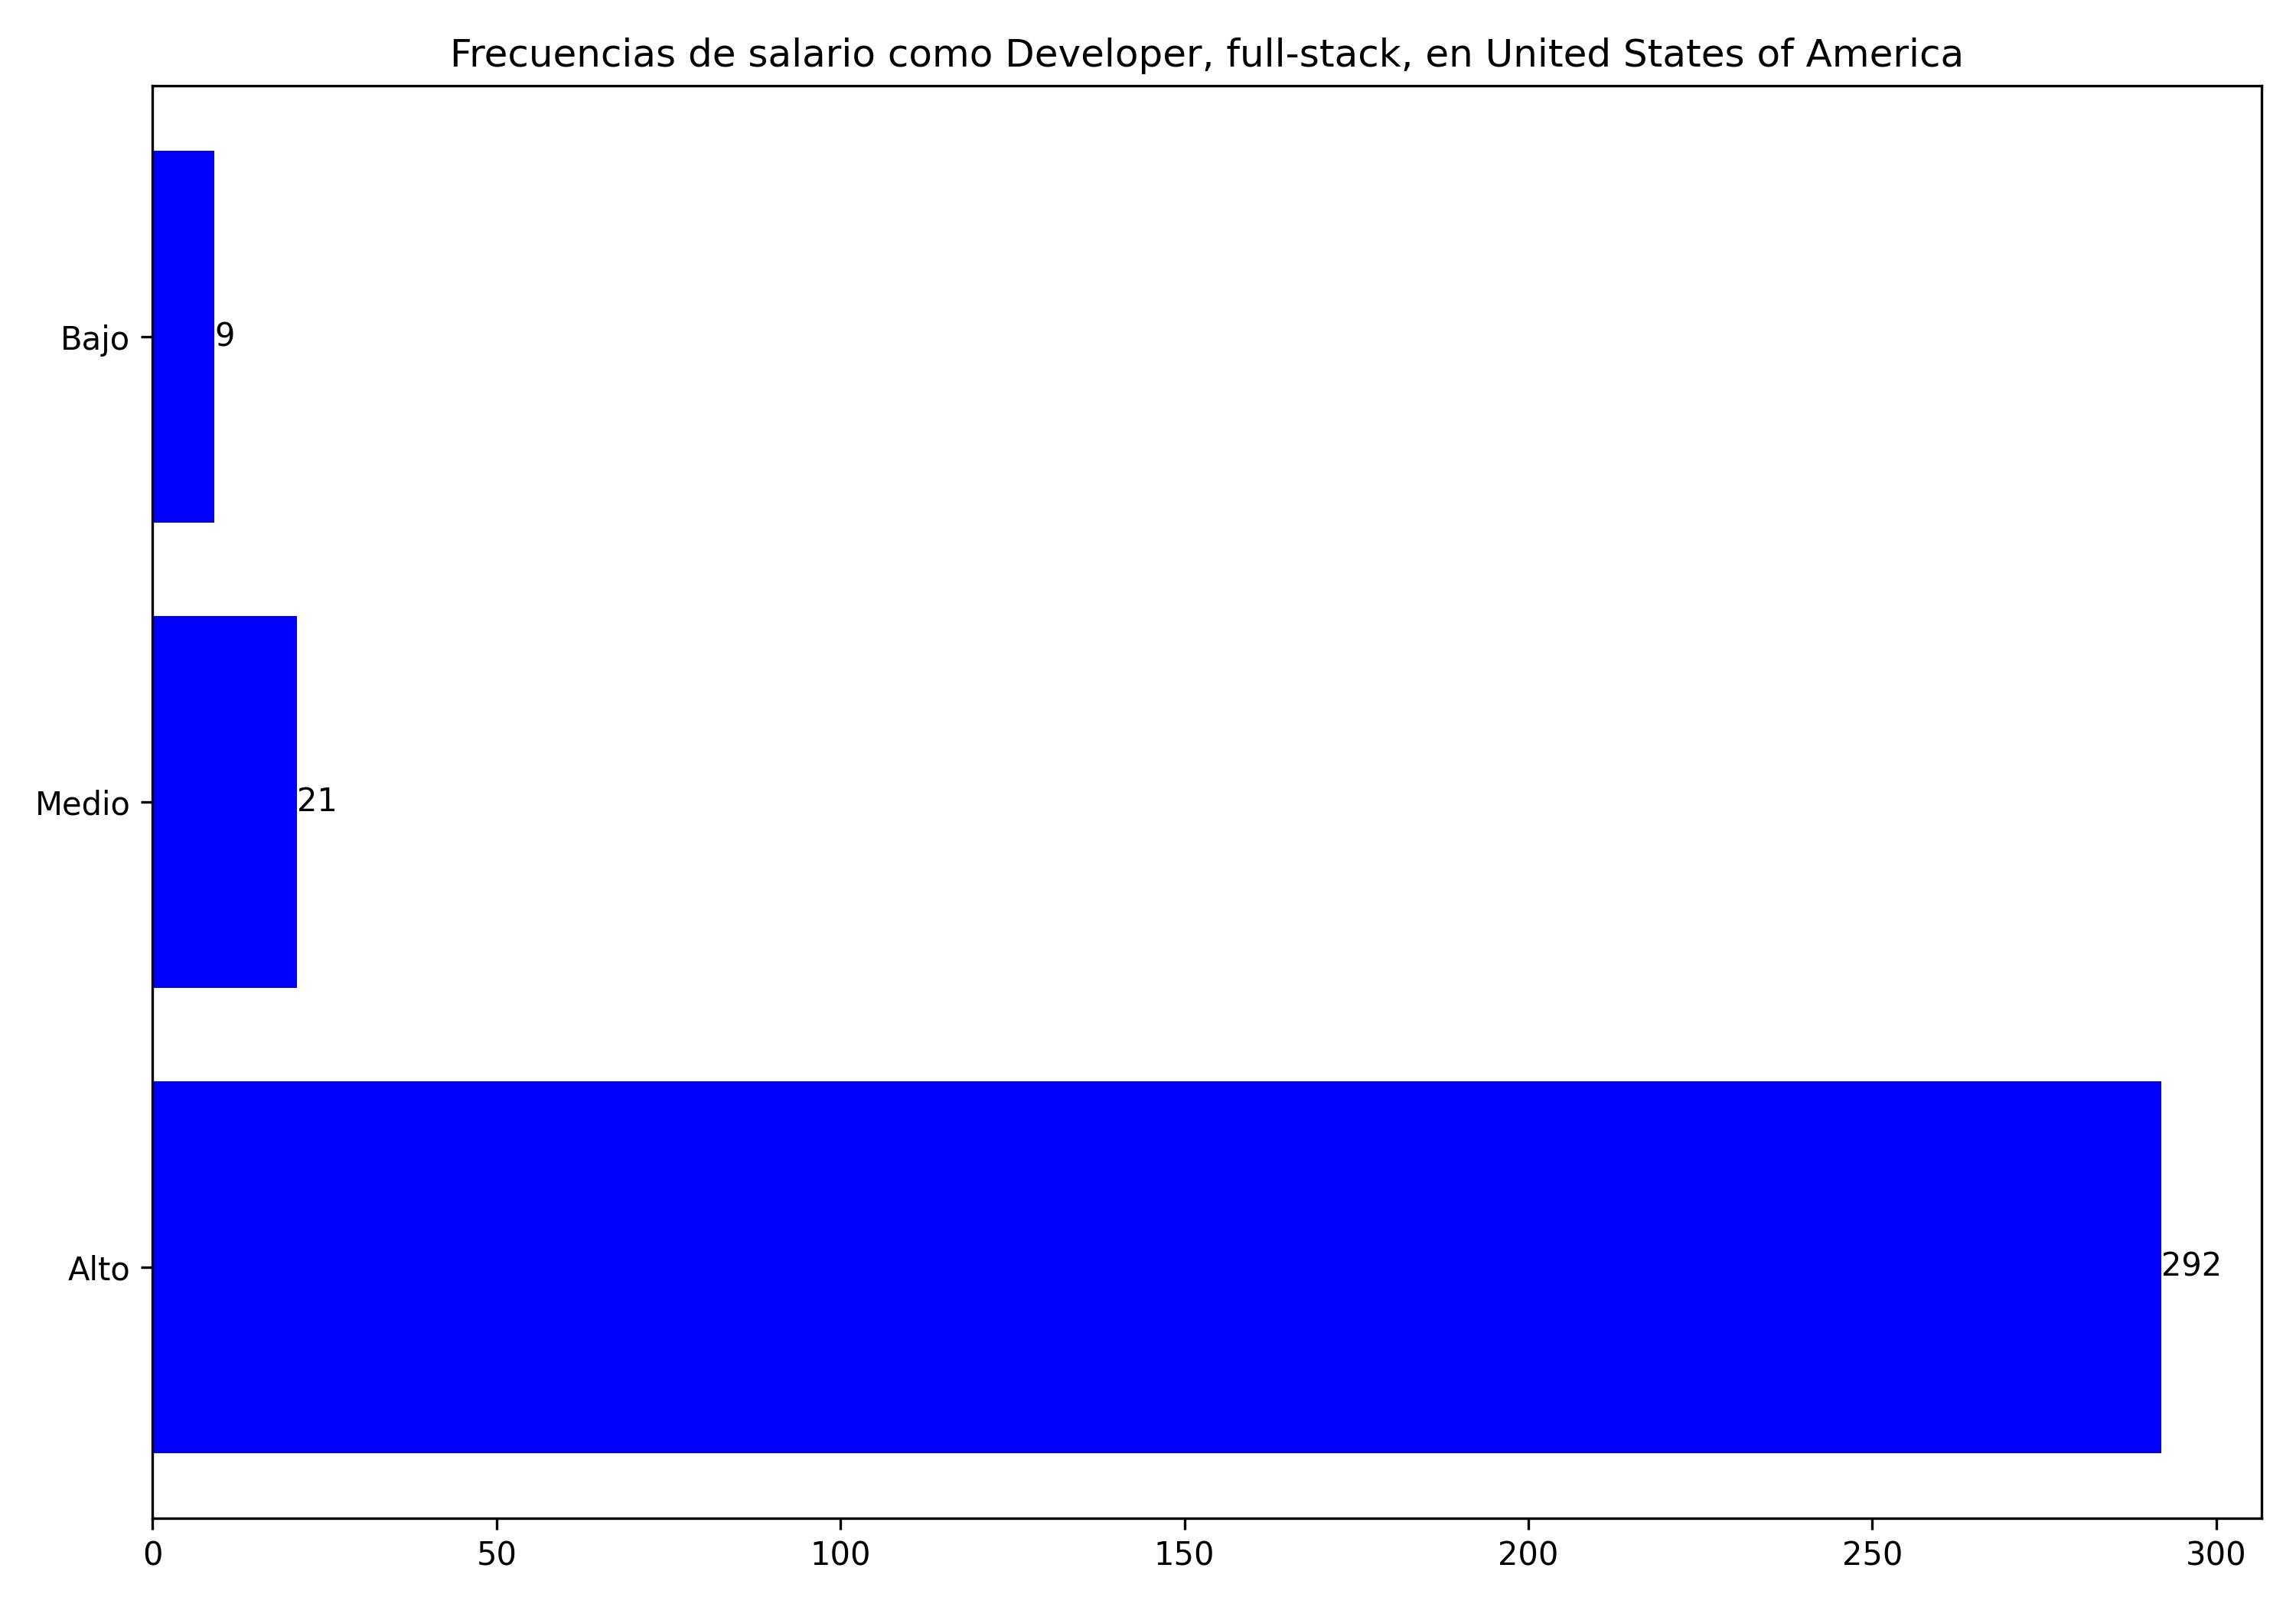 Frecuencias de salario como Developer, full-stack, en United States of America
Bajo
9
Medio
21
Alto
292
0 50 100 150 200 250 300